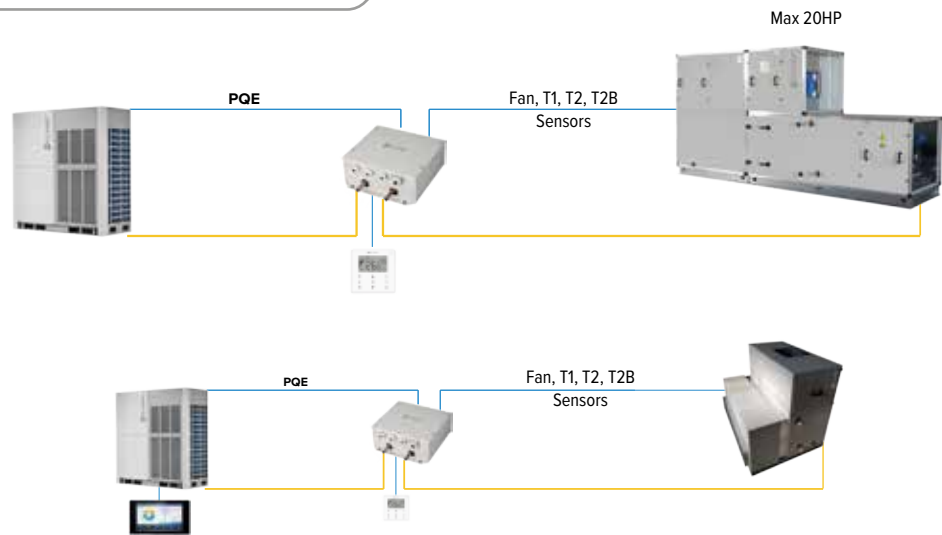 Max 20HP
PQE
Fan, T1, T2, T2B
Sensors
PQE
Fan, T1, T2, T2B
Sensors